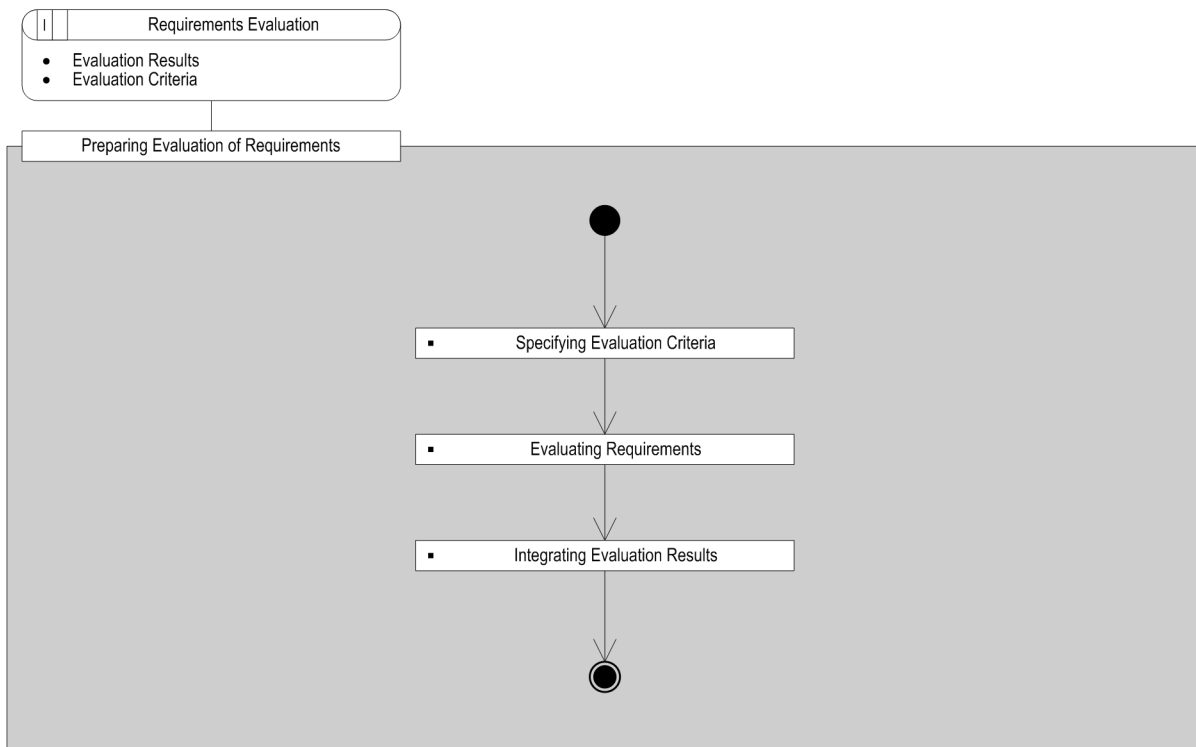 I
Requirements Evaluation
Evaluation Results
Evaluation Criteria
Preparing Evaluation of Requirements
Specifying Evaluation Criteria
Evaluating Requirements
Integrating Evaluation Results